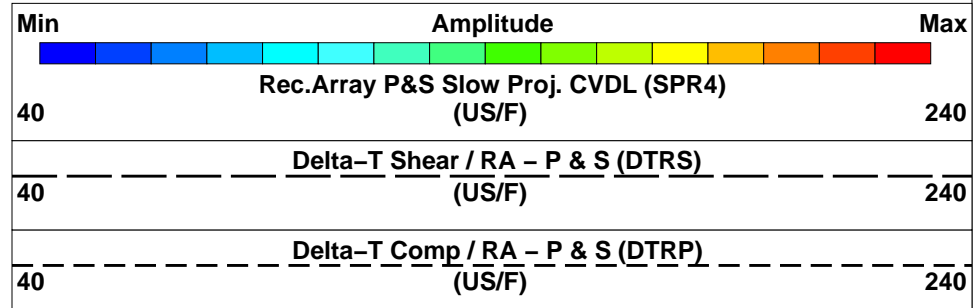 Min Amplitude Max
Rec.Array P&S Slow Proj. CVDL (SPR4)
40 (US/F) 240
Delta−T Shear / RA − P & S (DTRS)
40 (US/F) 240
Delta−T Comp / RA − P & S (DTRP)
40 (US/F) 240